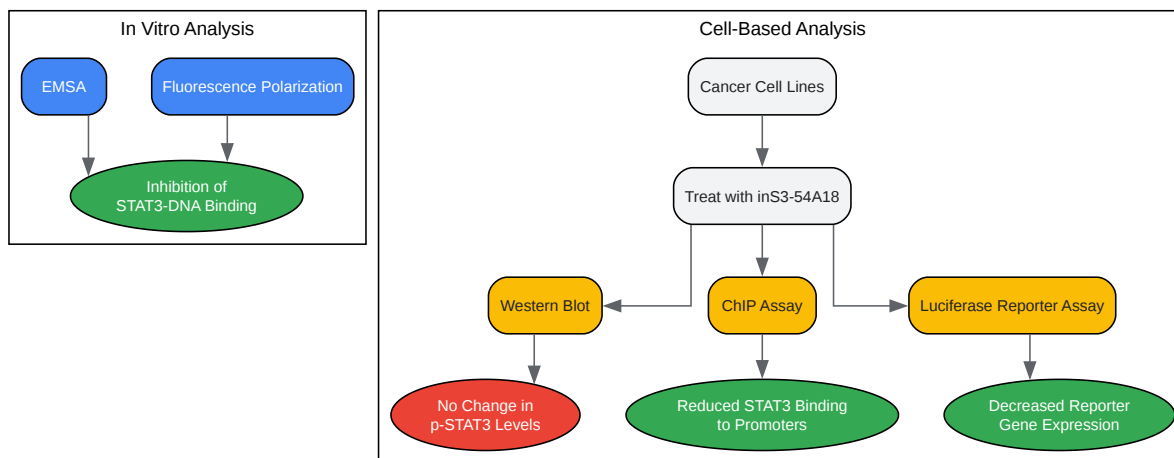 In Vitro Analysis
EMSA
Fluorescence Polarization
Inhibition of
STAT3-DNA Binding
Cell-Based Analysis
Cancer Cell Lines
Treat with inS3-54A18
Western Blot
ChIP Assay
Luciferase Reporter Assay
No Change in
p-STAT3 Levels
Reduced STAT3 Binding
to Promoters
Decreased Reporter
Gene Expression